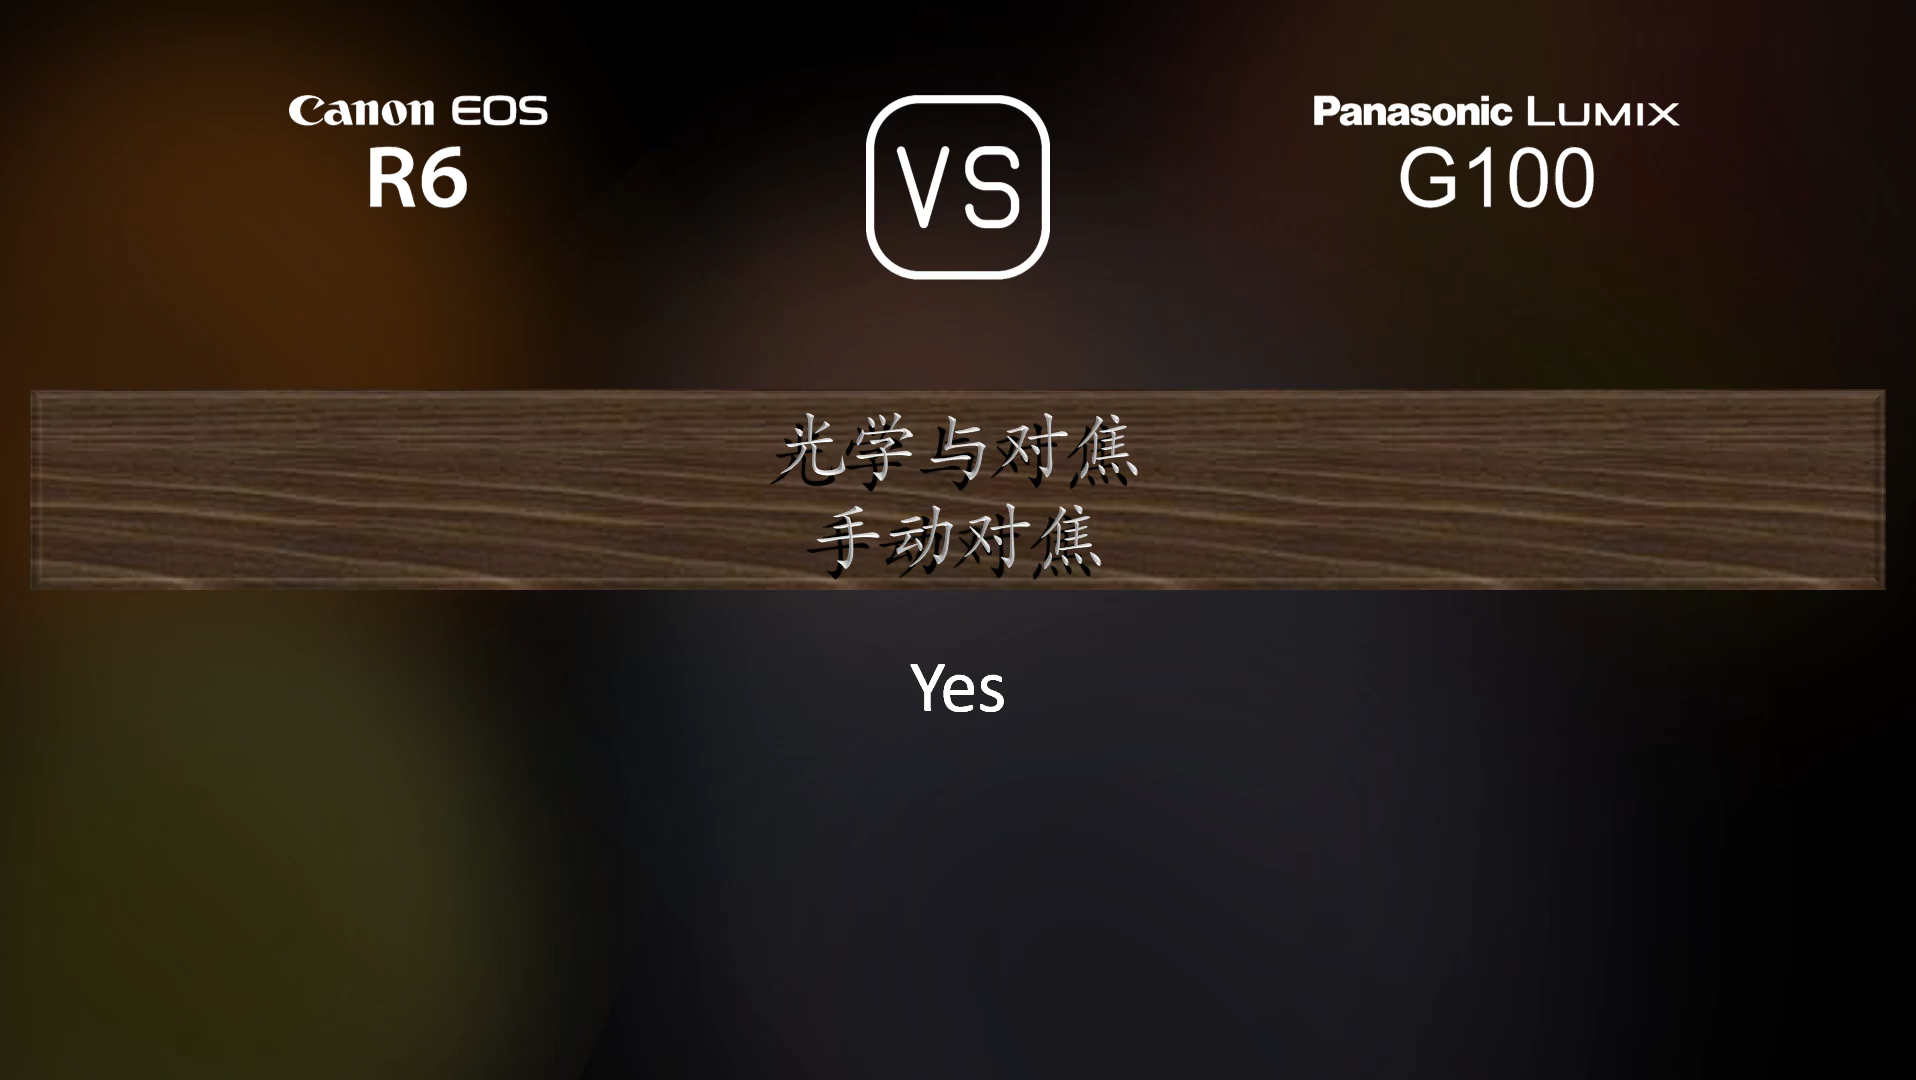 Canon EOS
R6
VS
Panasonic LUMIX
G100
光学与对焦
手动对焦
Yes